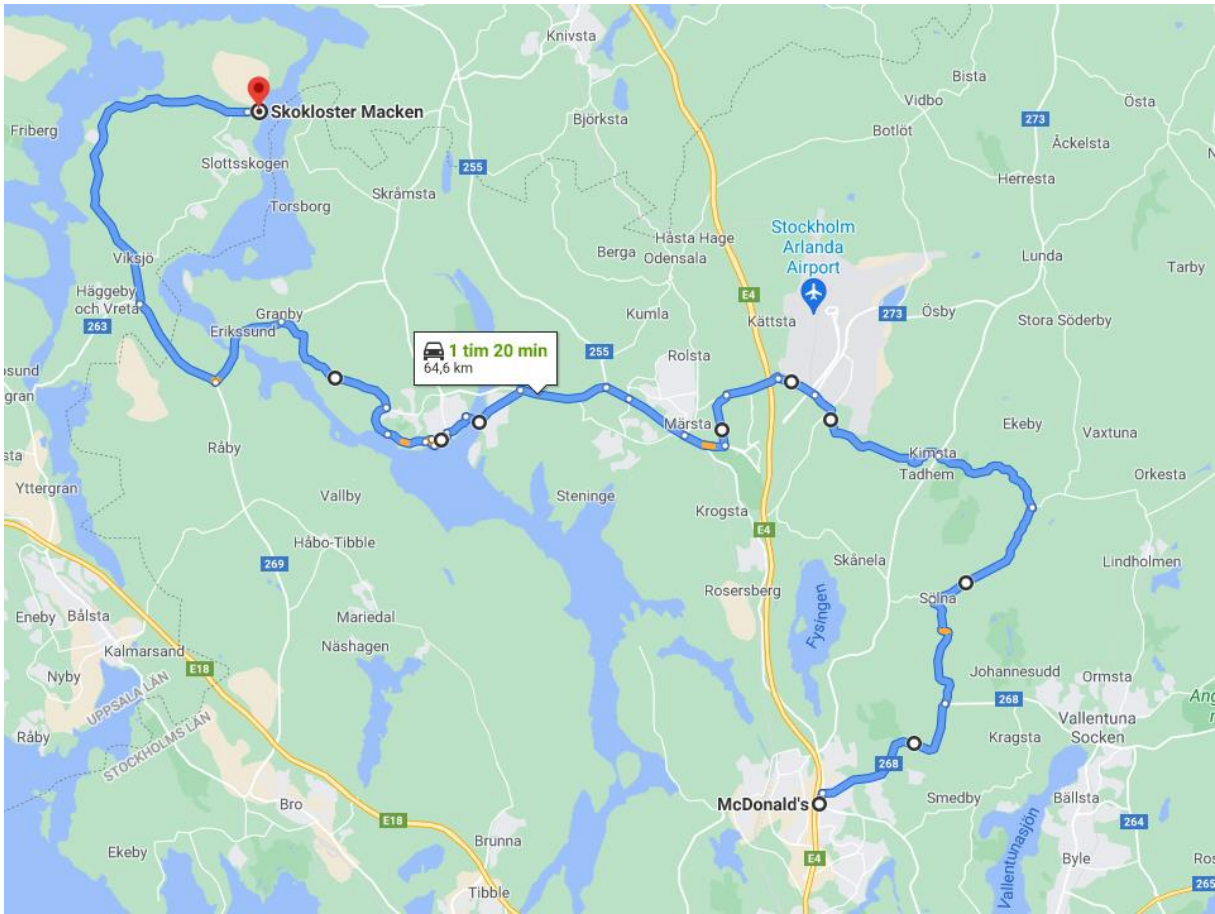 Knivsta
Bista
Vidbo
Östa
Skokloster Macken
Björksta
273
Friberg
Botlöt
Åckelsta
Slottsskogen
255
Herresta
Skråmsta
Torsborg
Stockholm
Arlanda
Airport
Håsta Hage
Odensala
Berga
Lunda
Viksjö
Tarby
Häggeby
och Vreta
E4
263
Granby
Erikssund
Kumla
Kättsta
273
Ösby
Stora Söderby
1 tim 20 min
64,6 km
255
Rolsta
Märsta
Ekeby
Vaxtuna
Råby
Kimsta
Tadhem
Orkesta
Yttergran
Vallby
Steninge
Krogsta
E4
Håbo-Tibble
269
Skånela
Lindholmen
Rosersberg
Sölna
Fysingen
Eneby
Bålsta
Mariedal
Näshagen
Kalmarsand
Nyby
E18
Johannesudd
Ormsta
268
UPPSALA LÄN
STOCKHOLMS LÄN
Råby
Vallentuna
Socken
Kragsta
268
McDonald's
Bro
E18
Smedby
Bällsta
264
Brunna
Ekeby
E4
Vallentunasjön
Byle
Tibble
265